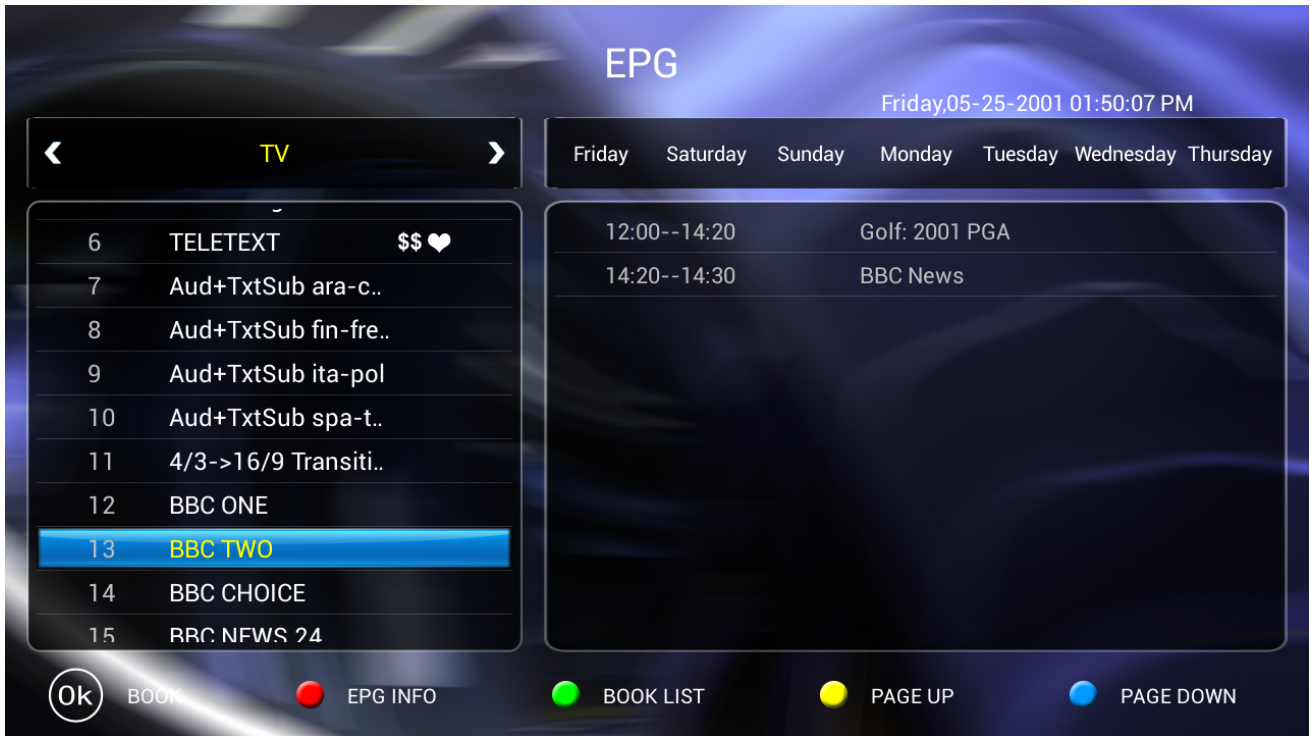 EPG
Friday,05-25-2001 01:50:07 PM
TV
Friday Saturday Sunday Monday Tuesday Wednesday Thursday
6 TELETEXT $$
7 Aud+TxtSub ara-c..
8 Aud+TxtSub fin-fre..
9 Aud+TxtSub ita-pol
10 Aud+TxtSub spa-t..
11 4/3->16/9 Transiti..
12 BBC ONE
13 BBC TWO
14 BBC CHOICE
15 BBC NEWS 24
12:00--14:20 Golf: 2001 PGA
14:20--14:30 BBC News
Ok BOOK EPG INFO BOOK LIST PAGE UP PAGE DOWN